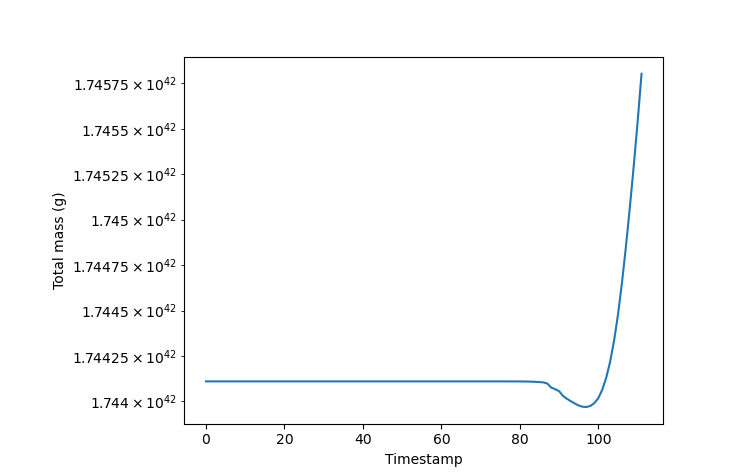 1.74575 × 10^42
1.7455 × 10^42
1.74525 × 10^42
1.745 × 10^42
1.74475 × 10^42
1.7445 × 10^42
1.74425 × 10^42
1.744 × 10^42
Total mass (g)
0 20 40 60 80 100
Timestamp